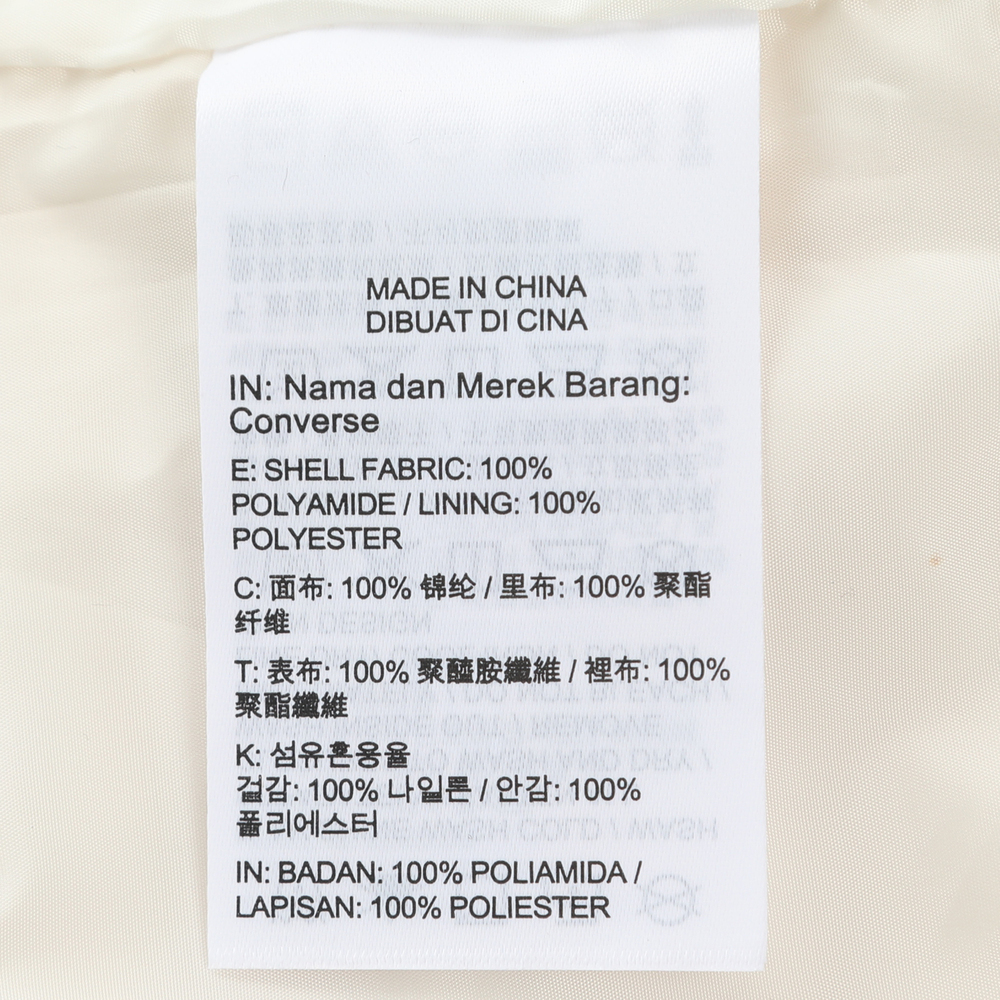 MADE IN CHINA
DIBUAT DI CINA
IN: Nama dan Merek Barang:
Converse
E: SHELL FABRIC: 100%
POLYAMIDE / LINING: 100%
POLYESTER
C: 面布: 100% 锦纶 / 里布: 100% 聚酯
纤维
T: 表布: 100% 聚醯胺纖維 / 裡布: 100%
聚酯纖維
K: 섬유혼용율
겉감: 100% 나일론 / 안감: 100%
폴리에스터
IN: BADAN: 100% POLIAMIDA /
LAPISAN: 100% POLIESTER